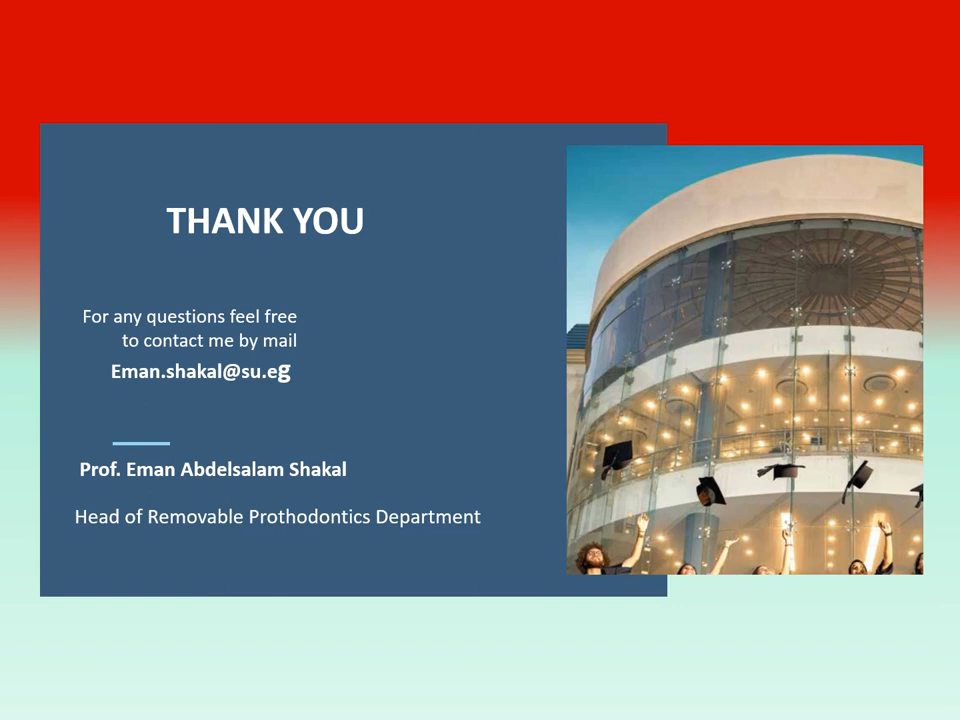 THANK YOU
For any questions feel free
to contact me by mail
Eman.shakal@su.eg
Prof. Eman Abdelsalam Shakal
Head of Removable Prothodontics Department